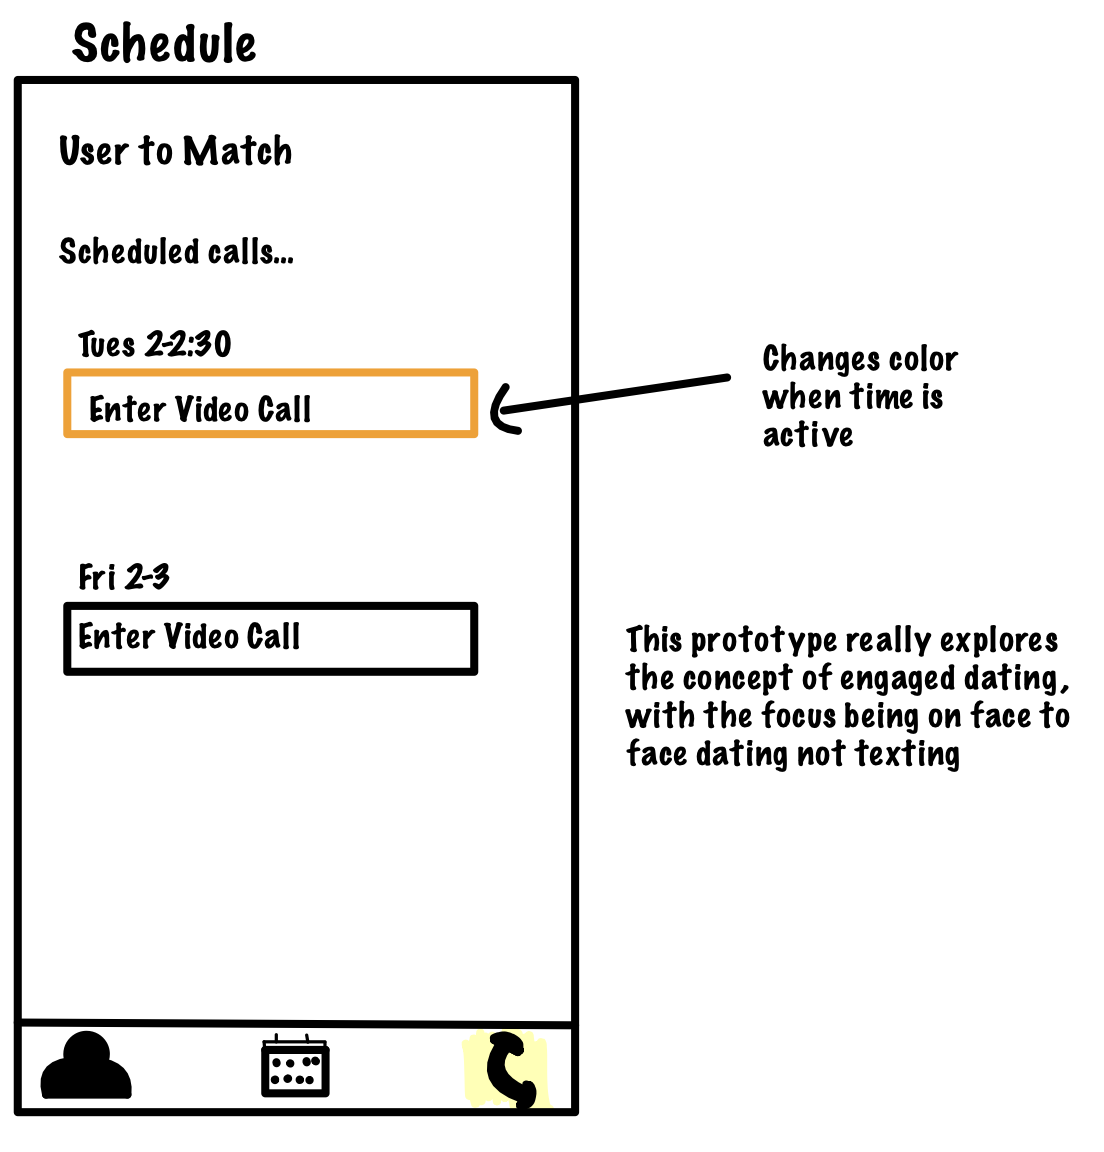 Schedule
User to Match
Scheduled calls...
Tues 2-2:30
Enter Video Call
Changes color
when time is
active
Fri 2-3
Enter Video Call
This prototype really explores
the concept of engaged dating,
with the focus being on face to
face dating not texting